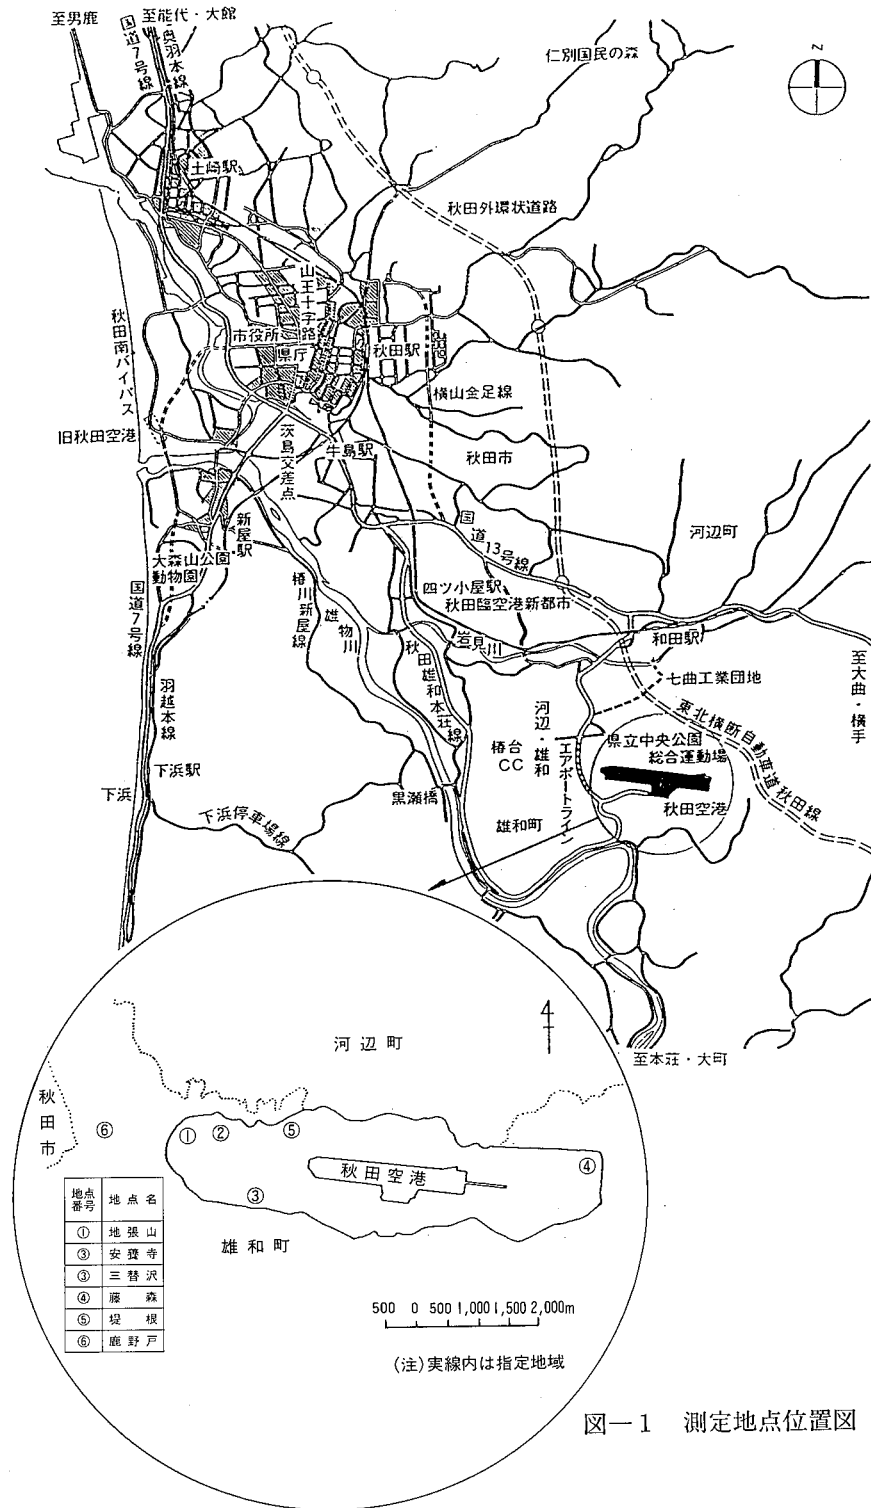 至男鹿
至能代・大館
国道7号線
奥羽本線
仁別国民の森
N
土崎駅
秋田外環状道路
山王十字路
秋田南バイパス
市役所
県庁
秋田駅
横山金足線
旧秋田空港
茨島交差点
牛島駅
秋田市
新屋駅
国道13号線
河辺町
大森山公園
動物園
国道7号線
椿川新屋線
雄物川
四ツ小屋駅
秋田臨空港新都市
岩見川
和田駅
至大曲・横手
羽越本線
秋田雄和本荘線
七曲工業団地
河辺・雄和
エアポートライン
東北横断自動車道秋田線
県立中央公園
総合運動場
椿台
CC
下浜駅
下浜
黒瀬橋
秋田空港
下浜停車場線
雄和町
至本荘・大町
4
河辺町
秋田市
⑥
①
②
⑤
④
③
秋田空港
雄和町
地点番号 地点名
① 地張山
③ 安養寺
③ 三替沢
④ 藤森
⑤ 堤根
⑥ 鹿野戸
500 0 500 1,000 1,500 2,000m
(注)実線内は指定地域
図―1 測定地点位置図